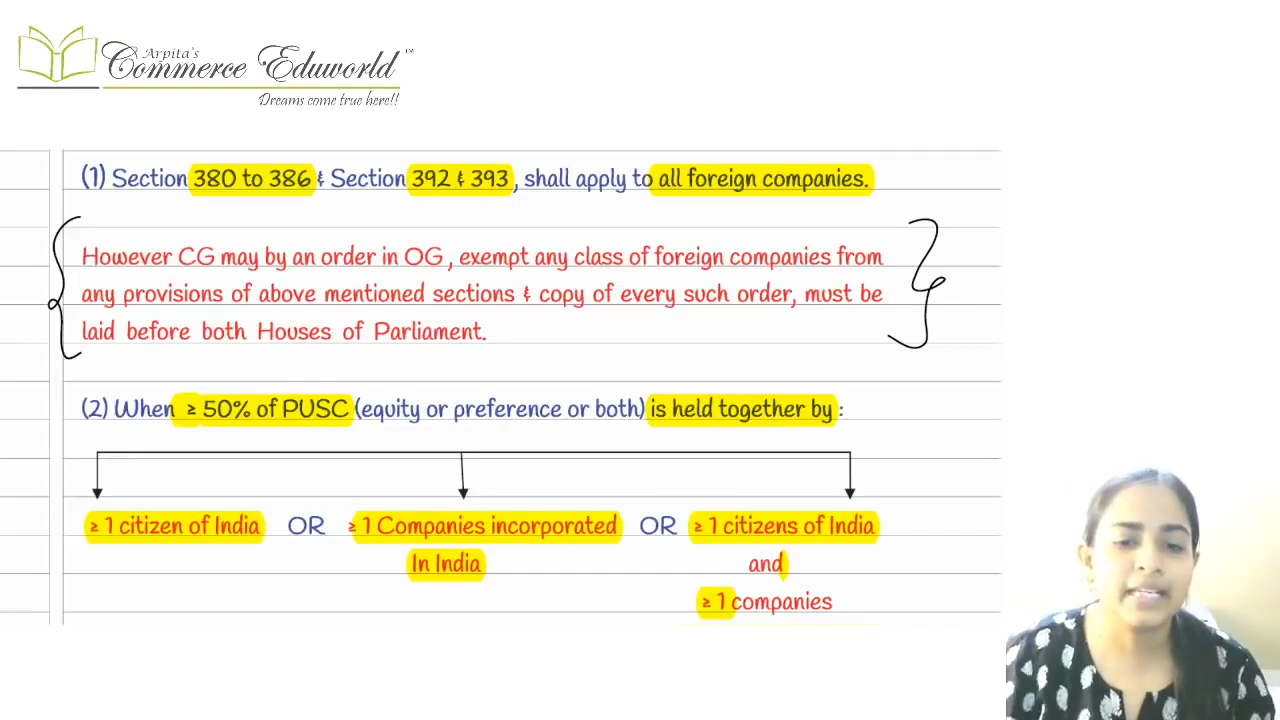 Arpita's
Commerce Eduworld™
Dreams come true here!!
(1) Section 380 to 386 & Section 392 & 393, shall apply to all foreign companies.
However CG may by an order in OG, exempt any class of foreign companies from
any provisions of above mentioned sections & copy of every such order, must be
laid before both Houses of Parliament.
(2) When ≥ 50% of PUSC (equity or preference or both) is held together by :
≥ 1 citizen of India OR ≥ 1 Companies incorporated OR ≥ 1 citizens of India
In India and
≥ 1 companies